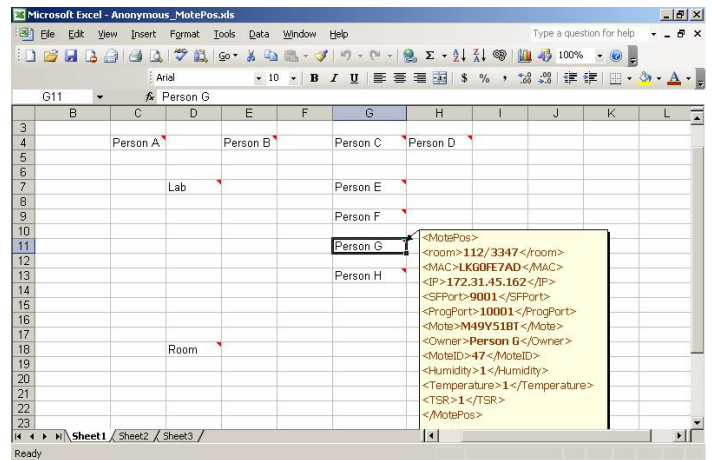 Microsoft Excel - Anonymous_MotePos.xls
File Edit View Insert Format Tools Data Window Help Type a question for help
100%
Arial 10 B I U $ % ,
G11 fx Person G
B C D E F G H I J K L
3
4 Person A Person B Person C Person D
5
6
7 Lab Person E
8
9 Person F
10
11 Person G
12
13 Person H
14
15
16
17
18 Room
19
20
21
22
23
<MotePos>
<room>112/3347</room>
<MAC>LKG0FE7AD</MAC>
<IP>172.31.45.162</IP>
<SFPort>9001</SFPort>
<ProgPort>10001</ProgPort>
<Mote>M49Y51BT</Mote>
<Owner>Person G</Owner>
<MoteID>47</MoteID>
<Humidity>1</Humidity>
<Temperature>1</Temperature>
<TSR>1</TSR>
</MotePos>
Sheet1 Sheet2 Sheet3
Ready